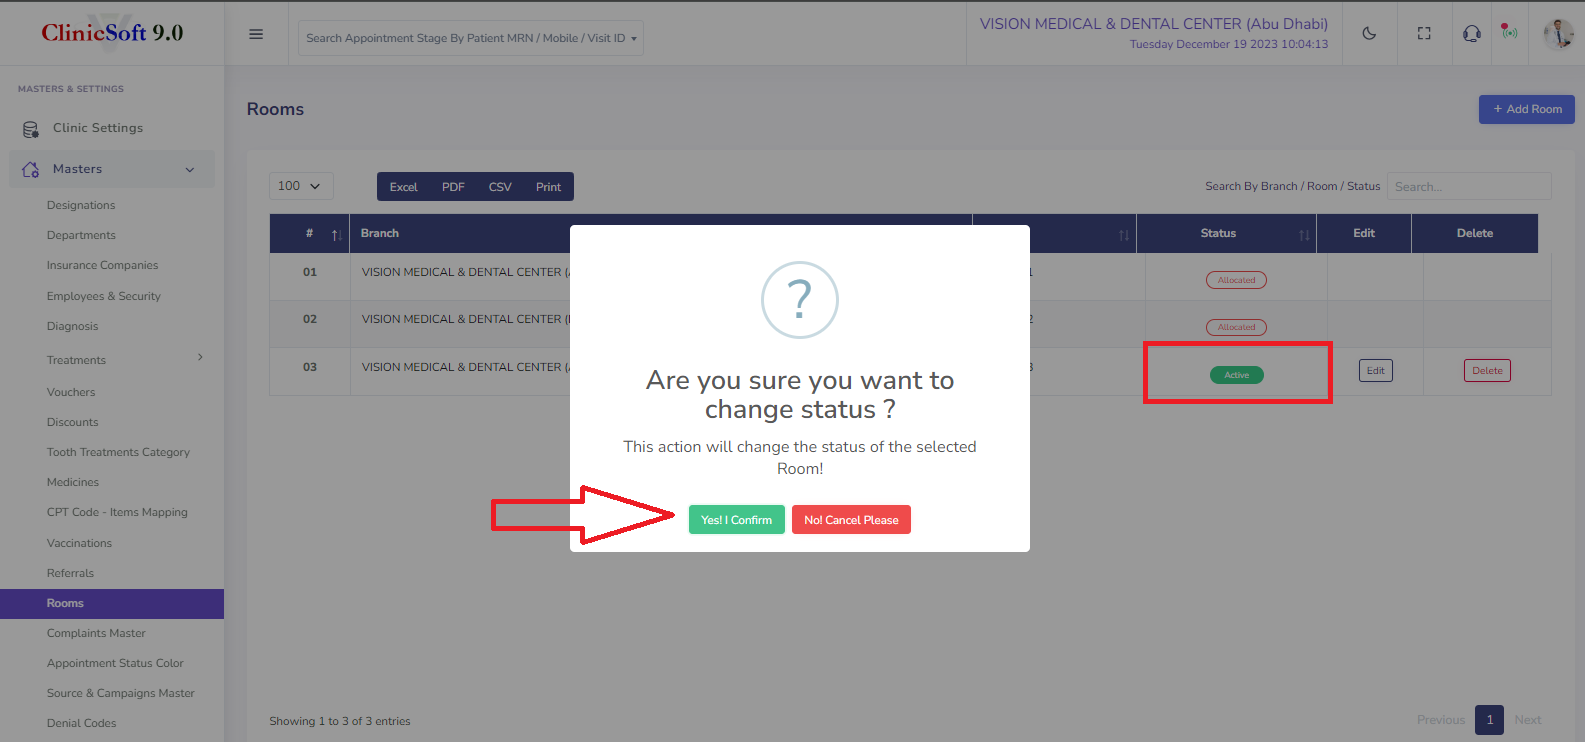 ClinicSoft 9.0
Search Appointment Stage By Patient MRN / Mobile / Visit ID
VISION MEDICAL & DENTAL CENTER (Abu Dhabi)
Tuesday December 19 2023 10:04:13
MASTERS & SETTINGS
Clinic Settings
Masters
Designations
Departments
Insurance Companies
Employees & Security
Diagnosis
Treatments
Vouchers
Discounts
Tooth Treatments Category
Medicines
CPT Code - Items Mapping
Vaccinations
Referrals
Rooms
Complaints Master
Appointment Status Color
Source & Campaigns Master
Denial Codes
Rooms
+ Add Room
100
Excel PDF CSV Print
Search By Branch / Room / Status Search...
# Branch Status Edit Delete
01 VISION MEDICAL & DENTAL CENTER ( 1 Allocated
02 VISION MEDICAL & DENTAL CENTER ( 2 Allocated
03 VISION MEDICAL & DENTAL CENTER ( 3 Active Edit Delete
?
Are you sure you want to
change status ?
This action will change the status of the selected
Room!
Yes! I Confirm No! Cancel Please
Showing 1 to 3 of 3 entries
Previous 1 Next